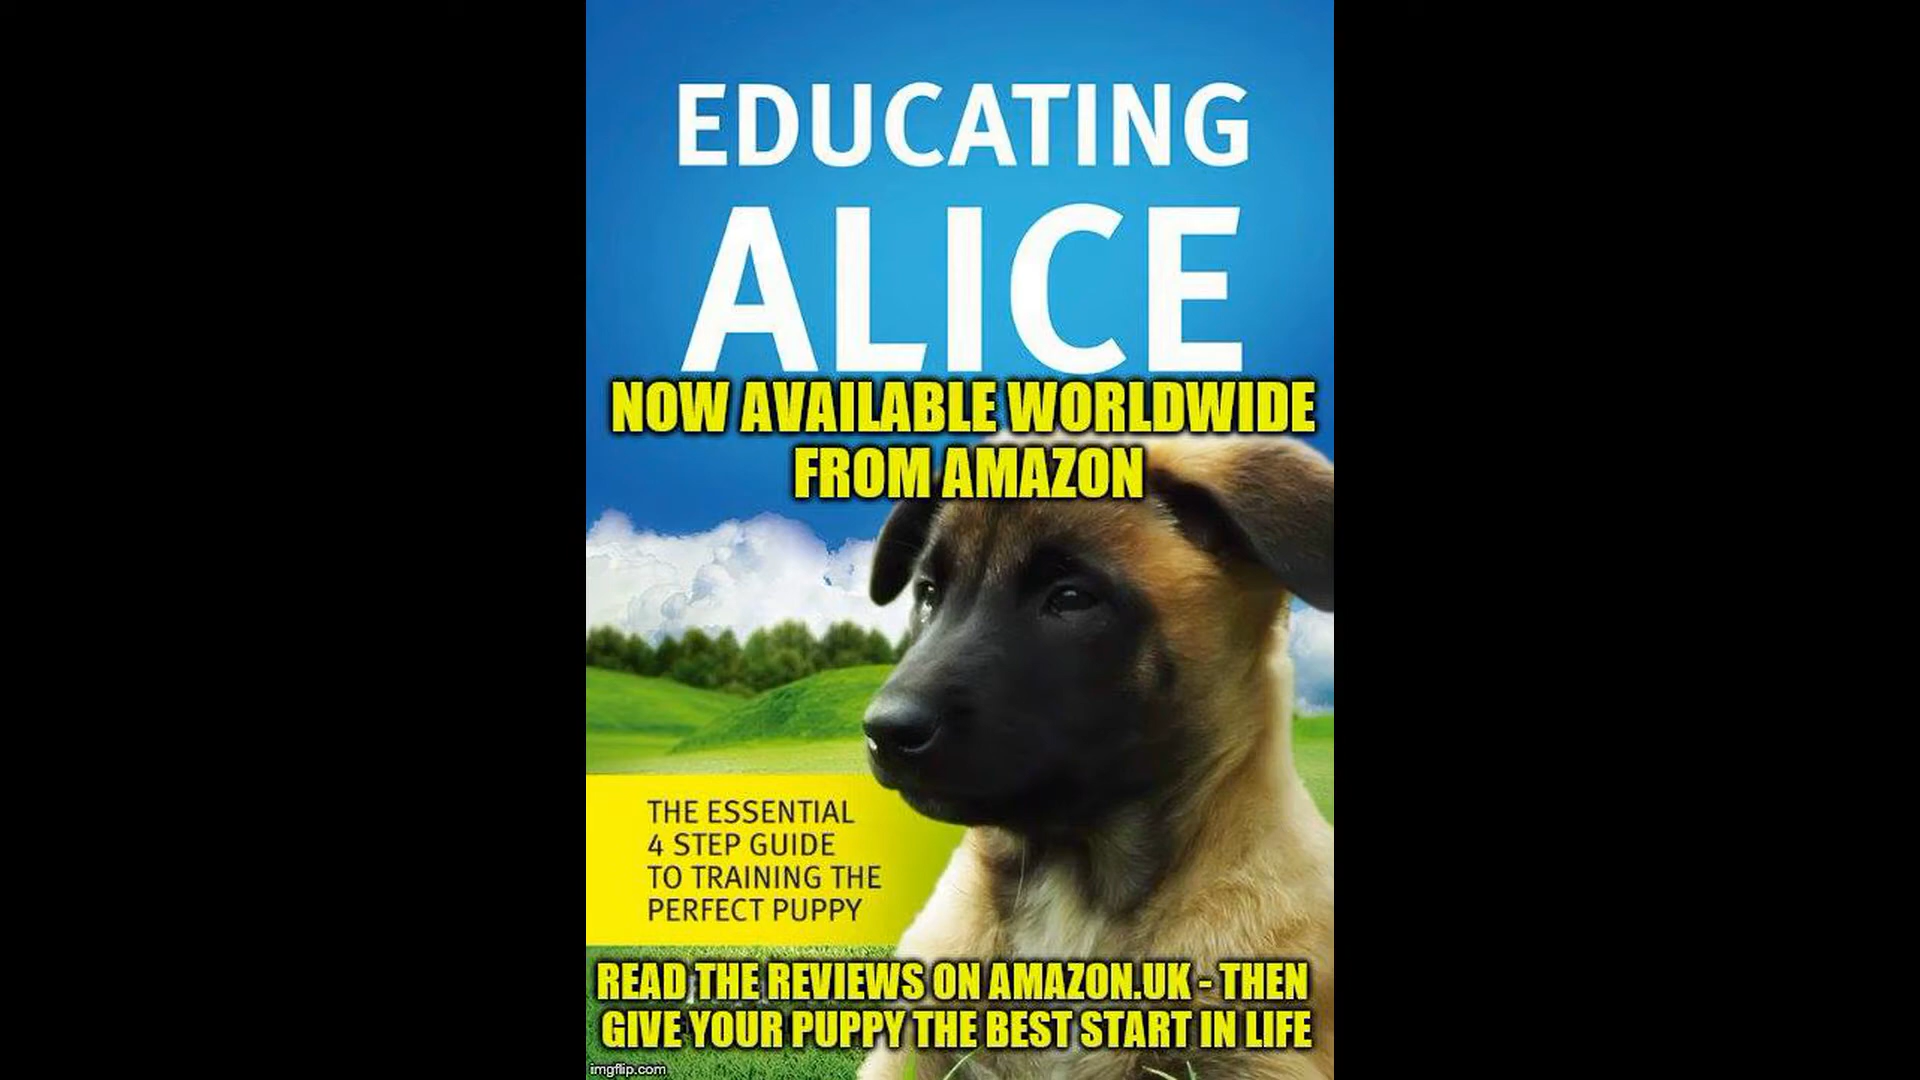 EDUCATING
ALICE
NOW AVAILABLE WORLDWIDE
FROM AMAZON
THE ESSENTIAL
4 STEP GUIDE
TO TRAINING THE
PERFECT PUPPY
READ THE REVIEWS ON AMAZON.UK - THEN
GIVE YOUR PUPPY THE BEST START IN LIFE
imgflip.com